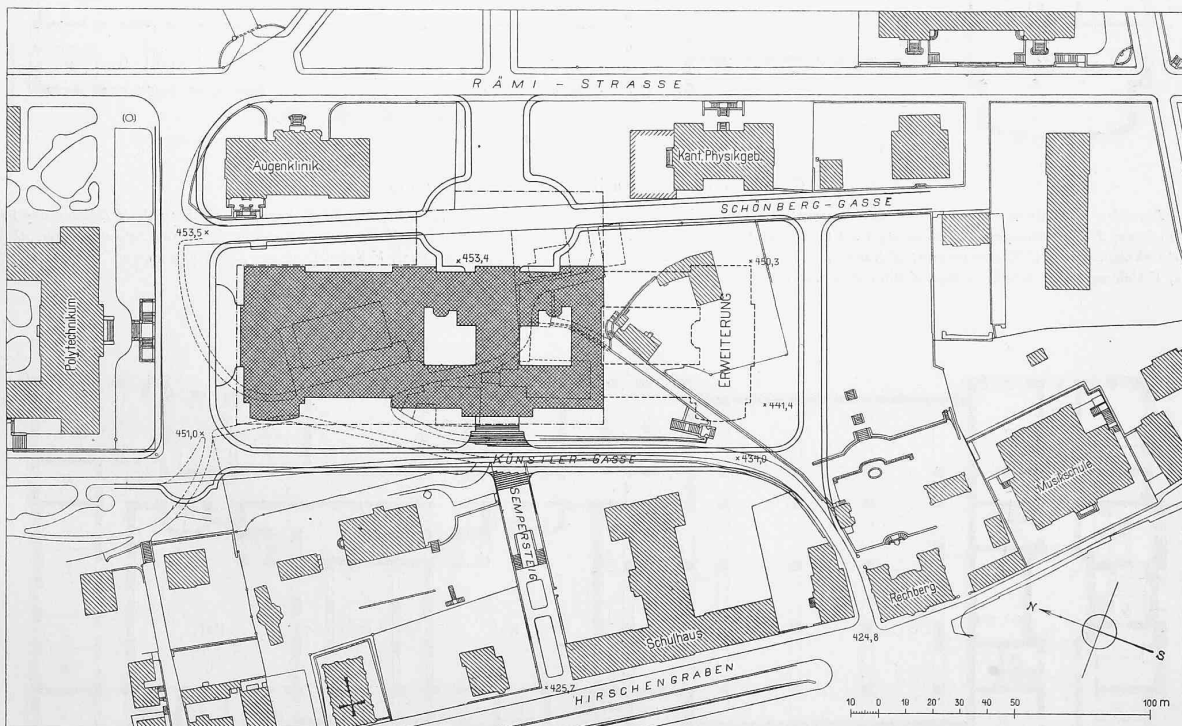 RÄMI - STRASSE
(O)
Augenklinik
Kant. Physikgeb.
SCHÖNBERG-GASSE
453,5 ×
× 453,4
× 450,3
Polytechnikum
ERWEITERUNG
× 441,4
451,0 ×
KÜNSTLER-GASSE
× 434,0
SEMPERSTEIG
Musikschule
Rechberg
Schulhaus
424,8
N
S
HIRSCHENGRABEN
× 425,7
10 0 10 20 30 40 50 100 m